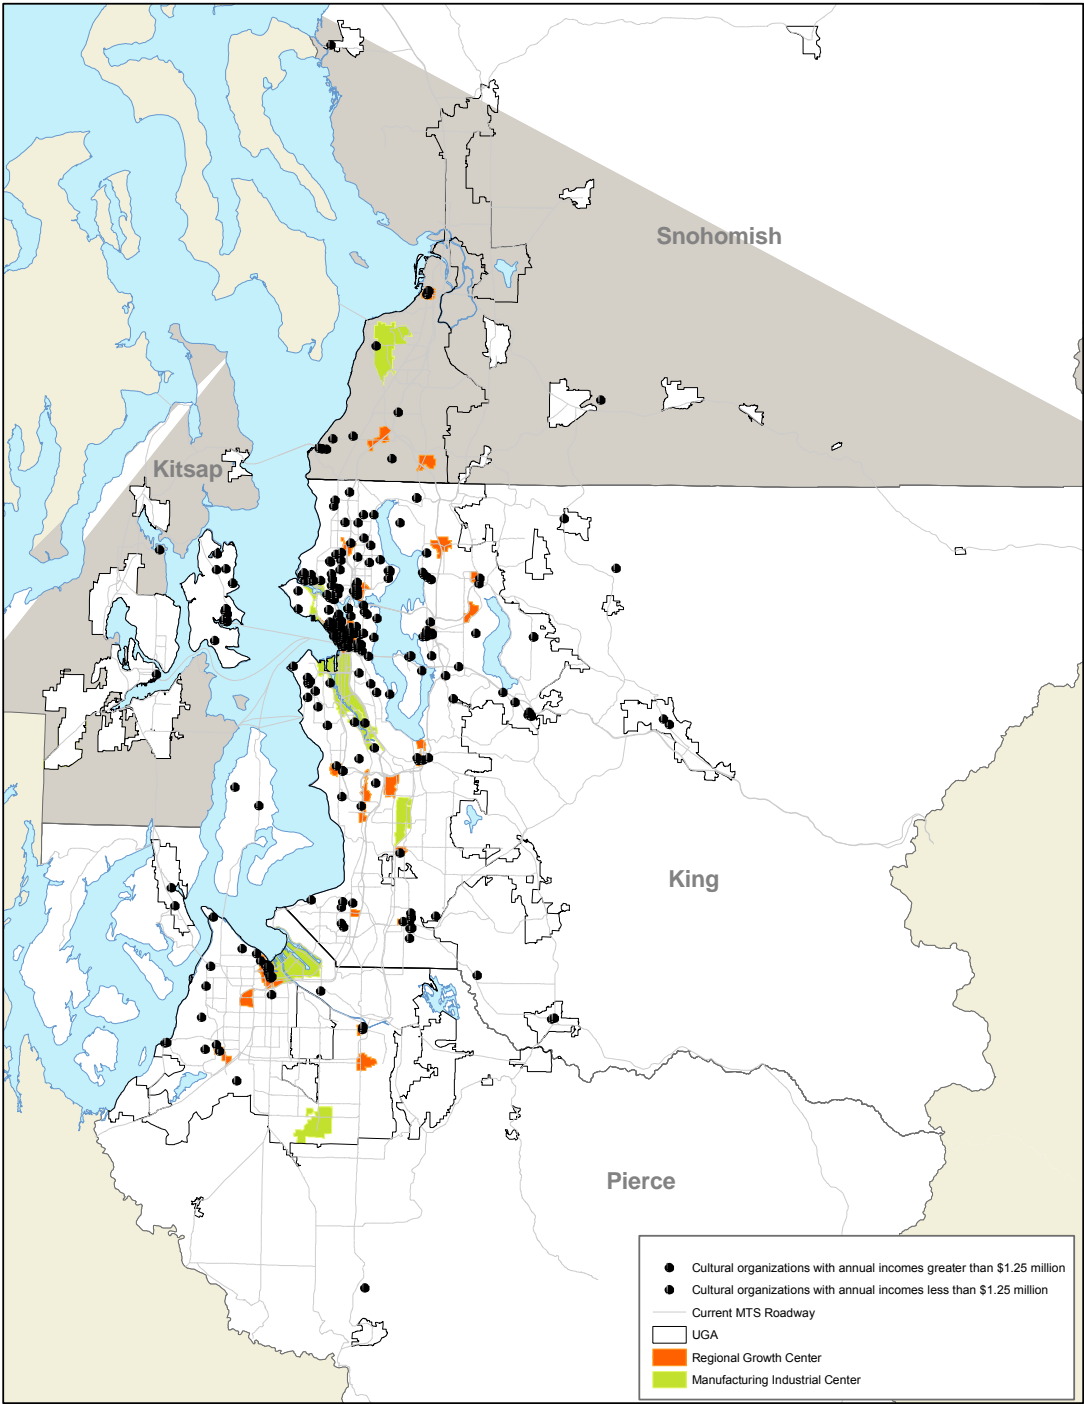 Snohomish
Kitsap
King
Pierce
Cultural organizations with annual incomes greater than $1.25 million
Cultural organizations with annual incomes less than $1.25 million
Current MTS Roadway
UGA
Regional Growth Center
Manufacturing Industrial Center